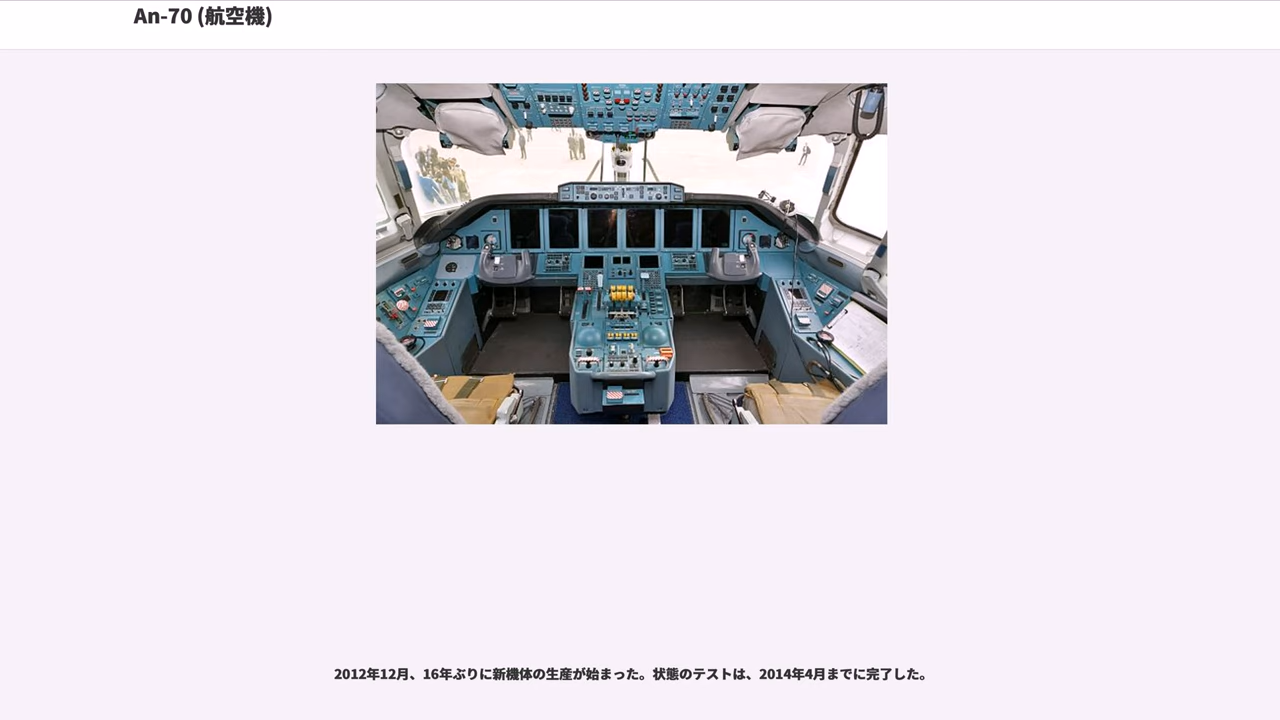 An-70 (航空機)
2012年12月、16年ぶりに新機体の生産が始まった。状態のテストは、2014年4月までに完了した。